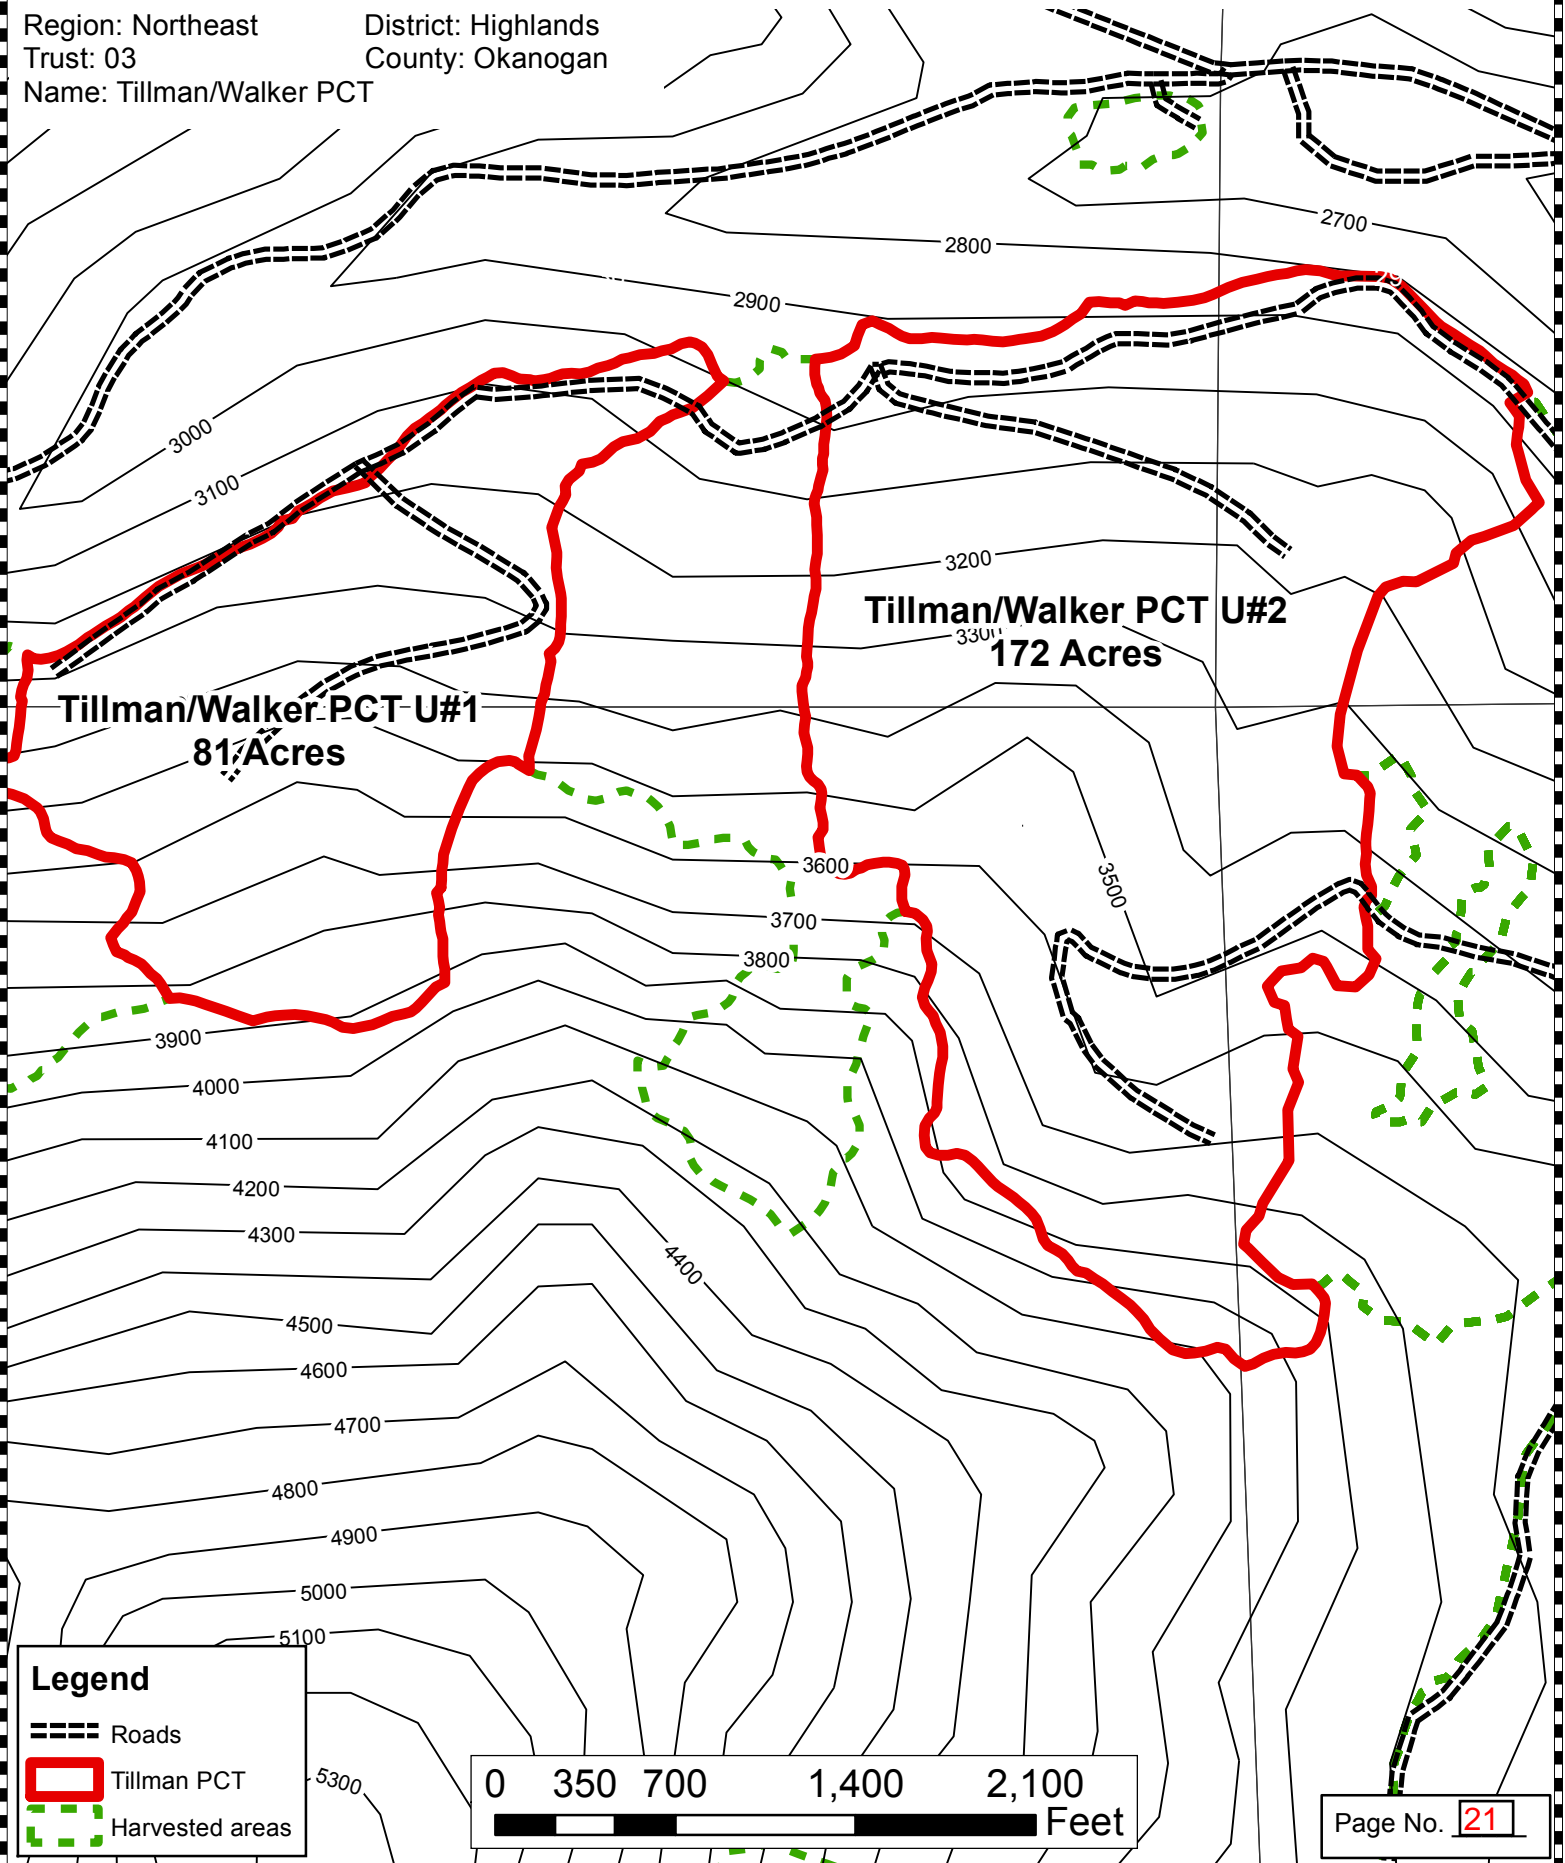 Region: Northeast District: Highlands
Trust: 03 County: Okanogan
Name: Tillman/Walker PCT
2700
2800
2900
3000
3100
3200
Tillman/Walker PCT U#2
3300
172 Acres
Tillman/Walker PCT U#1
81 Acres
3600
3500
3700
3800
3900
4000
4100
4200
4300
4400
4500
4600
4700
4800
4900
5000
5100
5300
Legend
Roads
Tillman PCT
Harvested areas
0 350 700 1,400 2,100
Feet
Page No. 21